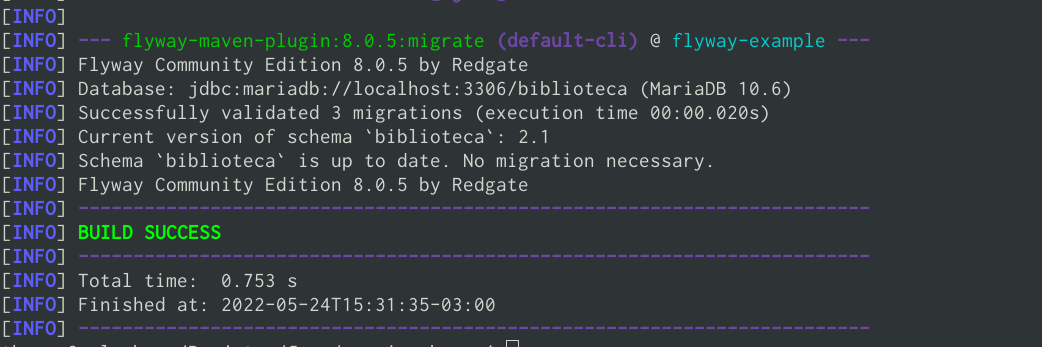 [INFO]
[INFO] --- flyway-maven-plugin:8.0.5:migrate (default-cli) @ flyway-example ---
[INFO] Flyway Community Edition 8.0.5 by Redgate
[INFO] Database: jdbc:mariadb://localhost:3306/biblioteca (MariaDB 10.6)
[INFO] Successfully validated 3 migrations (execution time 00:00.020s)
[INFO] Current version of schema `biblioteca`: 2.1
[INFO] Schema `biblioteca` is up to date. No migration necessary.
[INFO] Flyway Community Edition 8.0.5 by Redgate
[INFO] ------------------------------------------------------------------------
[INFO] BUILD SUCCESS
[INFO] ------------------------------------------------------------------------
[INFO] Total time:  0.753 s
[INFO] Finished at: 2022-05-24T15:31:35-03:00
[INFO] ------------------------------------------------------------------------